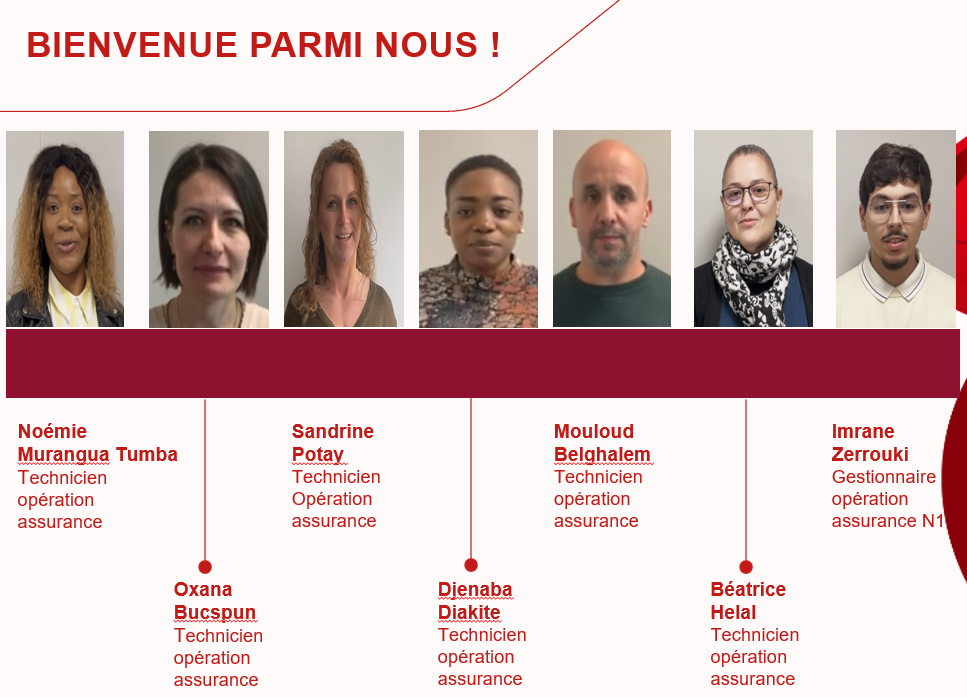 BIENVENUE PARMI NOUS !
Noémie
Murangua Tumba
Technicien
opération
assurance
Oxana
Bucspun
Technicien
opération
assurance
Sandrine
Potay
Technicien
Opération
assurance
Djenaba
Diakite
Technicien
opération
assurance
Mouloud
Belghalem
Technicien
opération
assurance
Béatrice
Helal
Technicien
opération
assurance
Imrane
Zerrouki
Gestionnaire
opération
assurance N1